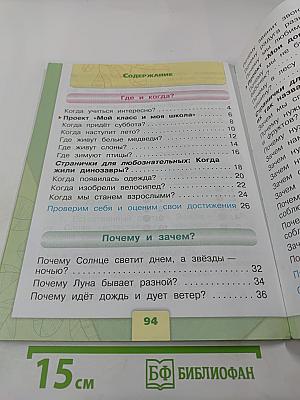 СОДЕРЖАНИЕ
Где и когда?
Когда учиться интересно? 4
Проект «Мой класс и моя школа» 6
Когда придёт суббота? 8
Когда наступит лето? 10
Где живут белые медведи? 12
Где живут слоны? 14
Где зимуют птицы? 16
Странички для любознательных: Когда
жили динозавры? 18
Когда появилась одежда? 20
Когда изобрели велосипед? 22
Когда мы станем взрослыми? 24
Проверим себя и оценим свои достижения 26
Почему и зачем?
Почему Солнце светит днем, а звёзды —
ночью? 32
Почему Луна бывает разной? 34
Почему идёт дождь и дует ветер? 36
94
15 см
БФ БИБЛИОФАН